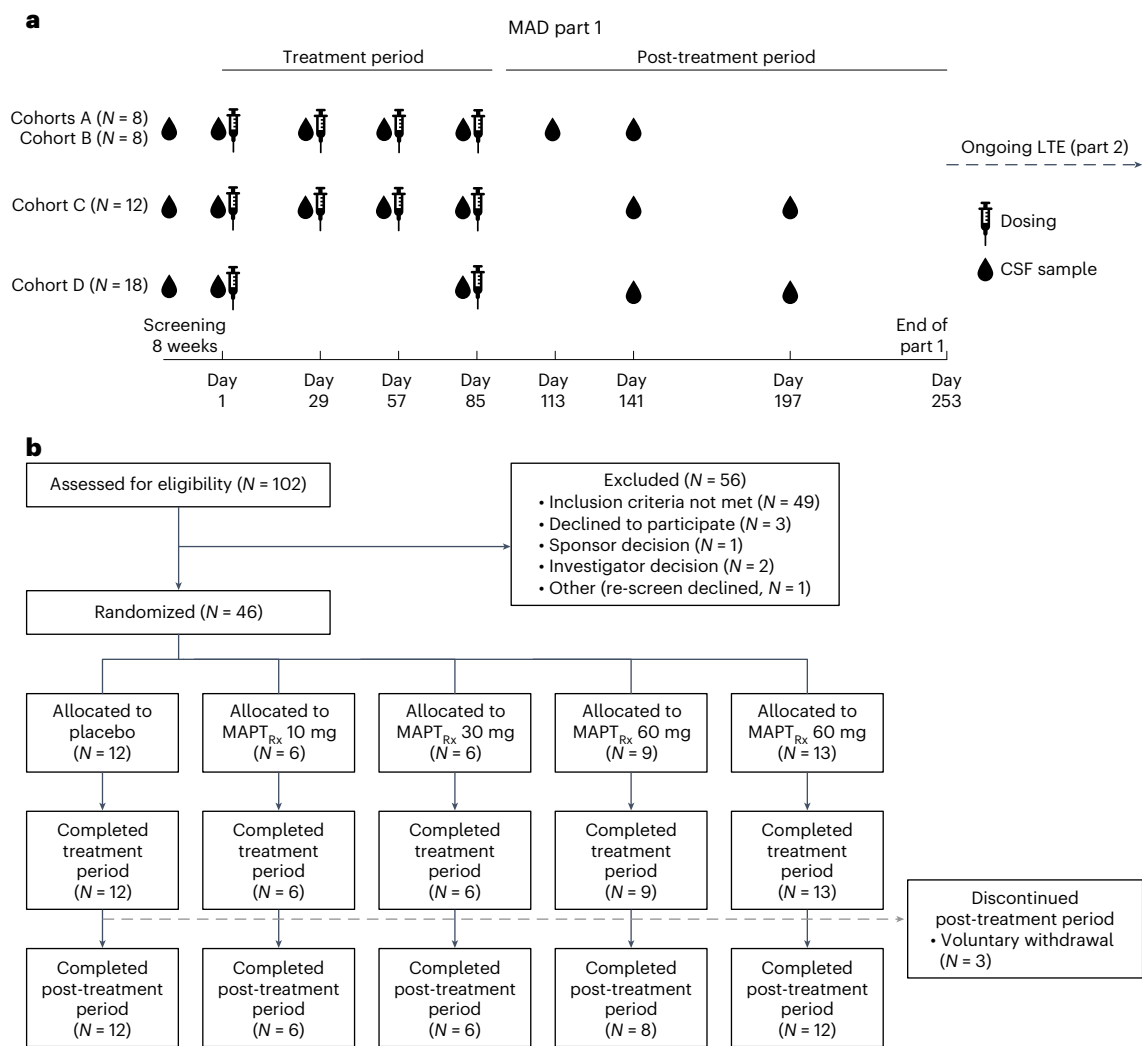 a
MAD part 1
Treatment period
Post-treatment period
Cohorts A (N = 8)
Cohort B (N = 8)
Ongoing LTE (part 2)
Cohort C (N = 12)
Dosing
CSF sample
Cohort D (N = 18)
Screening
8 weeks
End of
part 1
Day
1
Day
29
Day
57
Day
85
Day
113
Day
141
Day
197
Day
253
b
Assessed for eligibility (N = 102)
Excluded (N = 56)
• Inclusion criteria not met (N = 49)
• Declined to participate (N = 3)
• Sponsor decision (N = 1)
• Investigator decision (N = 2)
• Other (re-screen declined, N = 1)
Randomized (N = 46)
Allocated to
placebo
(N = 12)
Allocated to
MAPTRx 10 mg
(N = 6)
Allocated to
MAPTRx 30 mg
(N = 6)
Allocated to
MAPTRx 60 mg
(N = 9)
Allocated to
MAPTRx 60 mg
(N = 13)
Completed
treatment
period
(N = 12)
Completed
treatment
period
(N = 6)
Completed
treatment
period
(N = 6)
Completed
treatment
period
(N = 9)
Completed
treatment
period
(N = 13)
Discontinued
post-treatment period
• Voluntary withdrawal
(N = 3)
Completed
post-treatment
period
(N = 12)
Completed
post-treatment
period
(N = 6)
Completed
post-treatment
period
(N = 6)
Completed
post-treatment
period
(N = 8)
Completed
post-treatment
period
(N = 12)